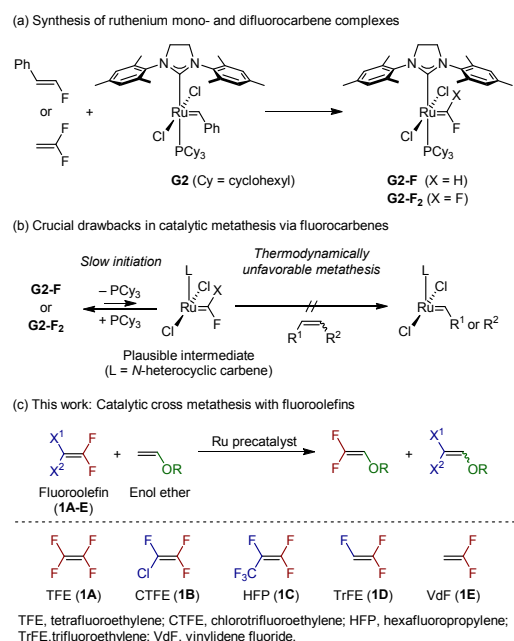 (a) Synthesis of ruthenium mono- and difluorocarbene complexes
Ph
F
or
F
F
+
N N
Cl
Ru
Ph
Cl
PCy3
G2 (Cy = cyclohexyl)
N N
Cl X
Ru
F
Cl
PCy3
G2-F (X = H)
G2-F2 (X = F)
(b) Crucial drawbacks in catalytic metathesis via fluorocarbenes
G2-F
or
G2-F2
Slow initiation
– PCy3
+ PCy3
L
Cl X
Ru
F
Cl
Plausible intermediate
(L = N-heterocyclic carbene)
Thermodynamically
unfavorable metathesis
R1 R2
L
Cl
Ru
Cl
R1 or R2
(c) This work: Catalytic cross metathesis with fluoroolefins
X1 F
X2 F
Fluoroolefin
(1A-E)
+
OR
Enol ether
Ru precatalyst
F
F OR
+
X1
X2 OR
F F
F F
TFE (1A)
F F
Cl F
CTFE (1B)
F F
F3C F
HFP (1C)
F F
F
TrFE (1D)
F
F
VdF (1E)
TFE, tetrafluoroethylene; CTFE, chlorotrifluoroethylene; HFP, hexafluoropropylene;
TrFE,trifluoroethylene; VdF, vinylidene fluoride.